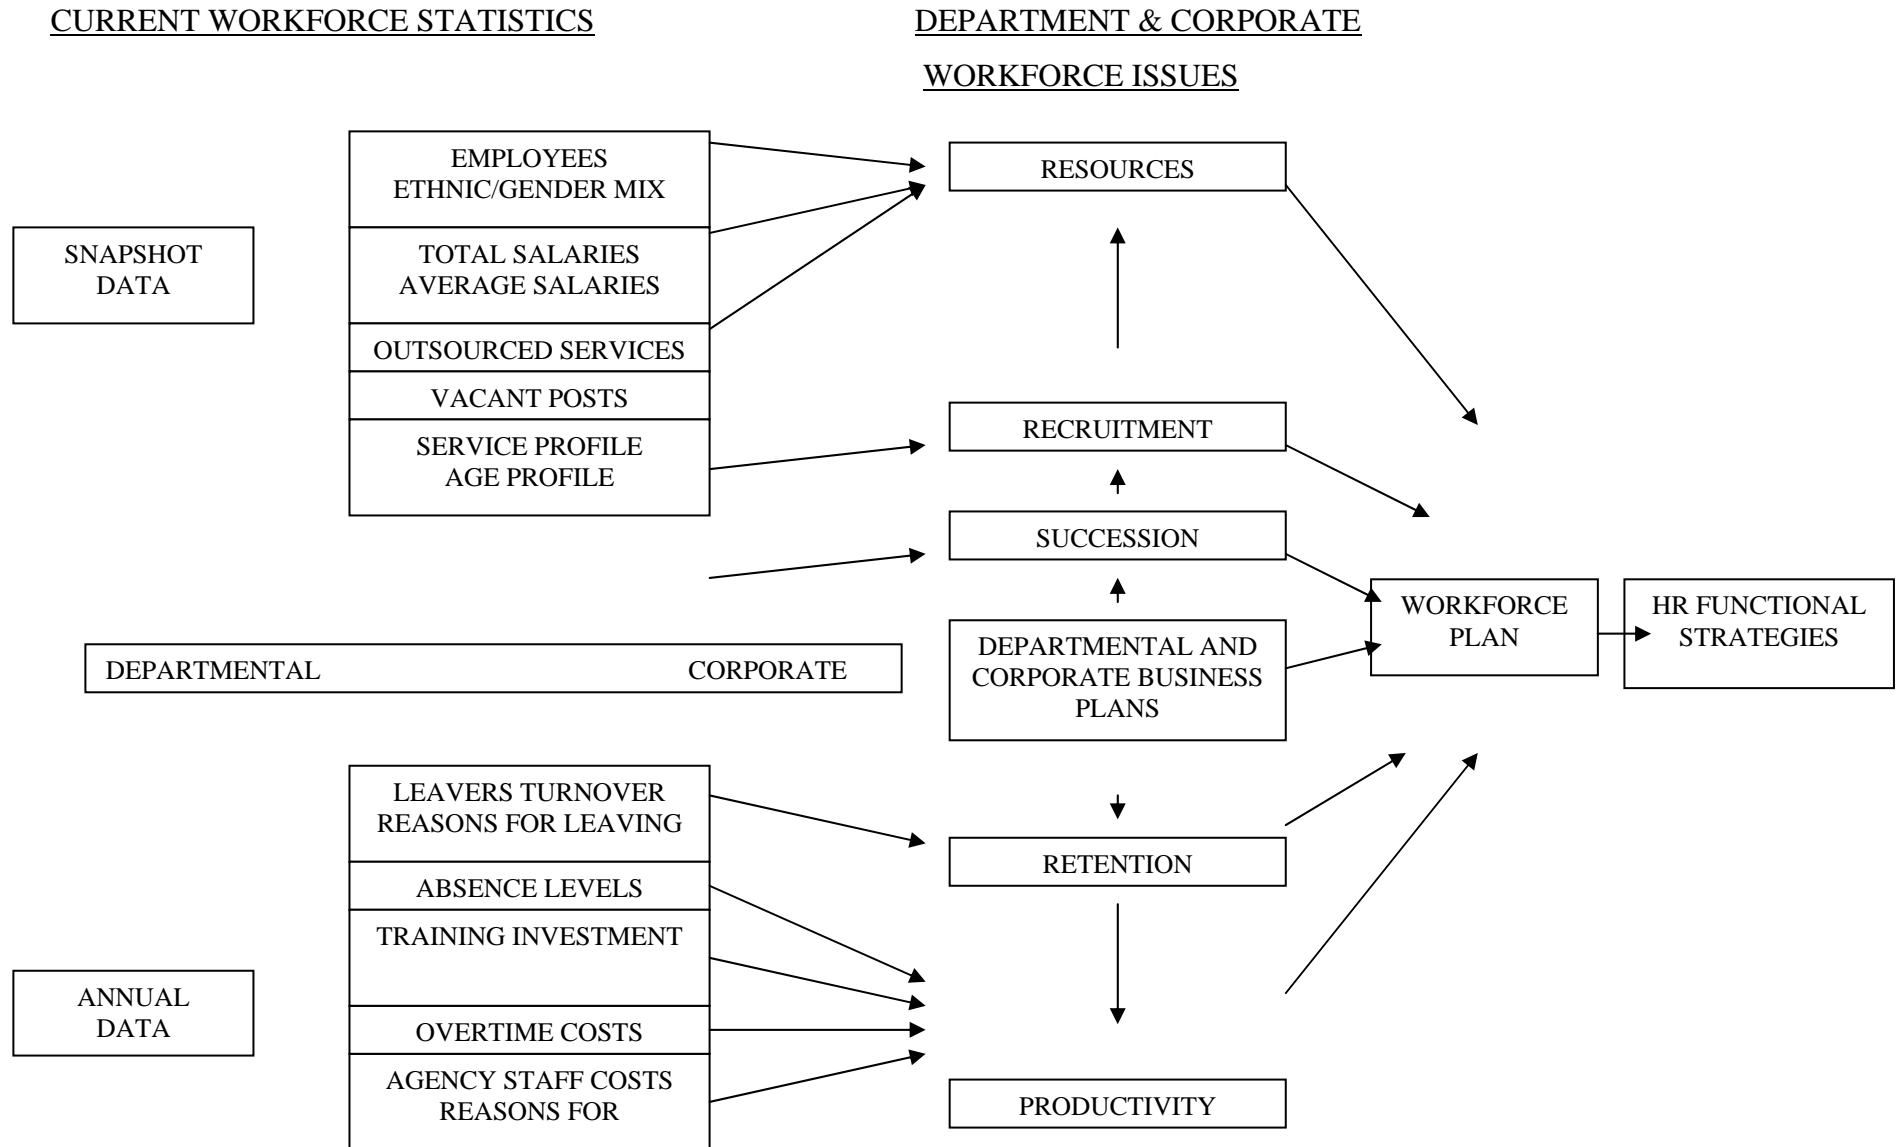 CURRENT WORKFORCE STATISTICS
DEPARTMENT & CORPORATE
WORKFORCE ISSUES
SNAPSHOT
DATA
EMPLOYEES
ETHNIC/GENDER MIX
TOTAL SALARIES
AVERAGE SALARIES
OUTSOURCED SERVICES
VACANT POSTS
SERVICE PROFILE
AGE PROFILE
RESOURCES
RECRUITMENT
SUCCESSION
DEPARTMENTAL CORPORATE
DEPARTMENTAL AND
CORPORATE BUSINESS
PLANS
WORKFORCE
PLAN
HR FUNCTIONAL
STRATEGIES
ANNUAL
DATA
LEAVERS TURNOVER
REASONS FOR LEAVING
ABSENCE LEVELS
TRAINING INVESTMENT
OVERTIME COSTS
AGENCY STAFF COSTS
REASONS FOR
RETENTION
PRODUCTIVITY